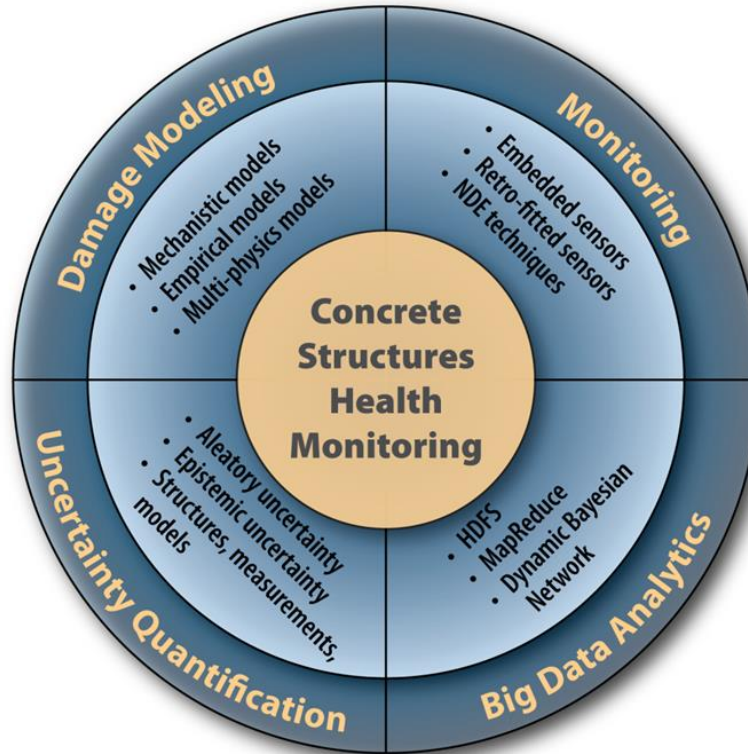 Damage Modeling
• Mechanistic models
• Empirical models
• Multi-physics models
Monitoring
• Embedded sensors
• Retro-fitted sensors
• NDE techniques
Concrete
Structures
Health
Monitoring
Uncertainty Quantification
• Aleatory uncertainty
• Epistemic uncertainty
• Structures, measurements,
models
Big Data Analytics
• HDFS
• MapReduce
• Dynamic Bayesian
Network